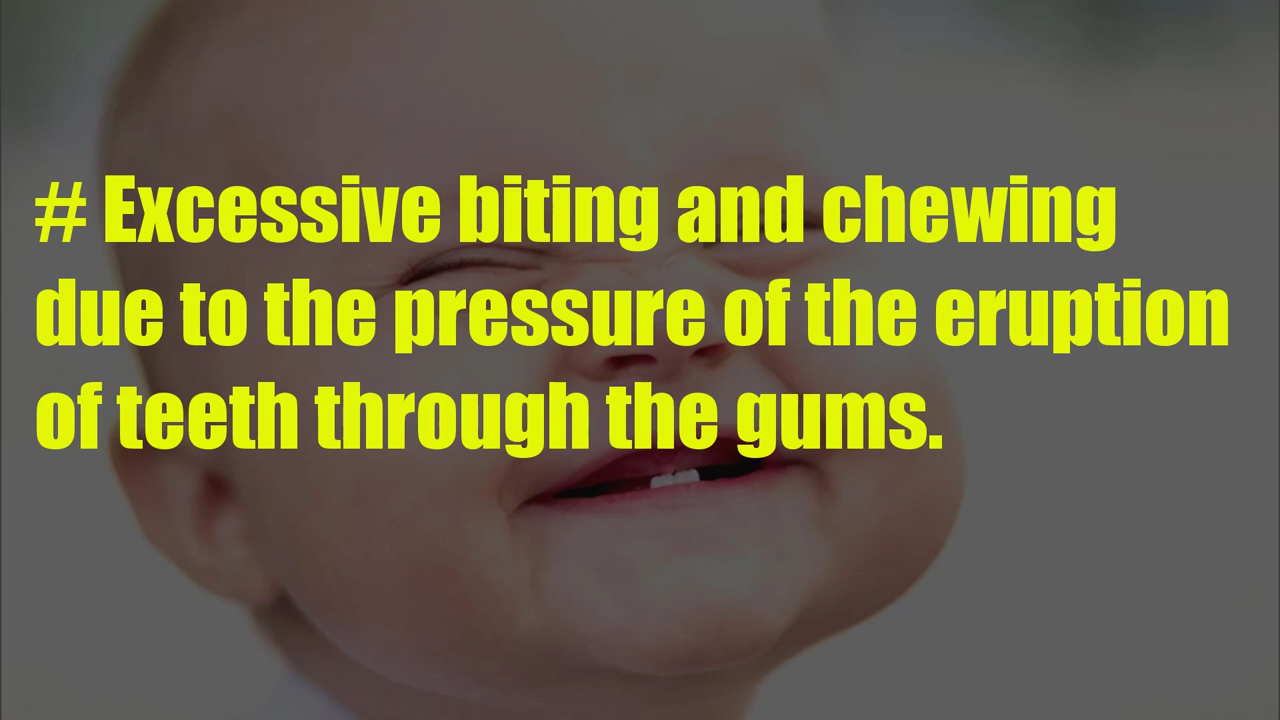 # Excessive biting and chewing
due to the pressure of the eruption
of teeth through the gums.